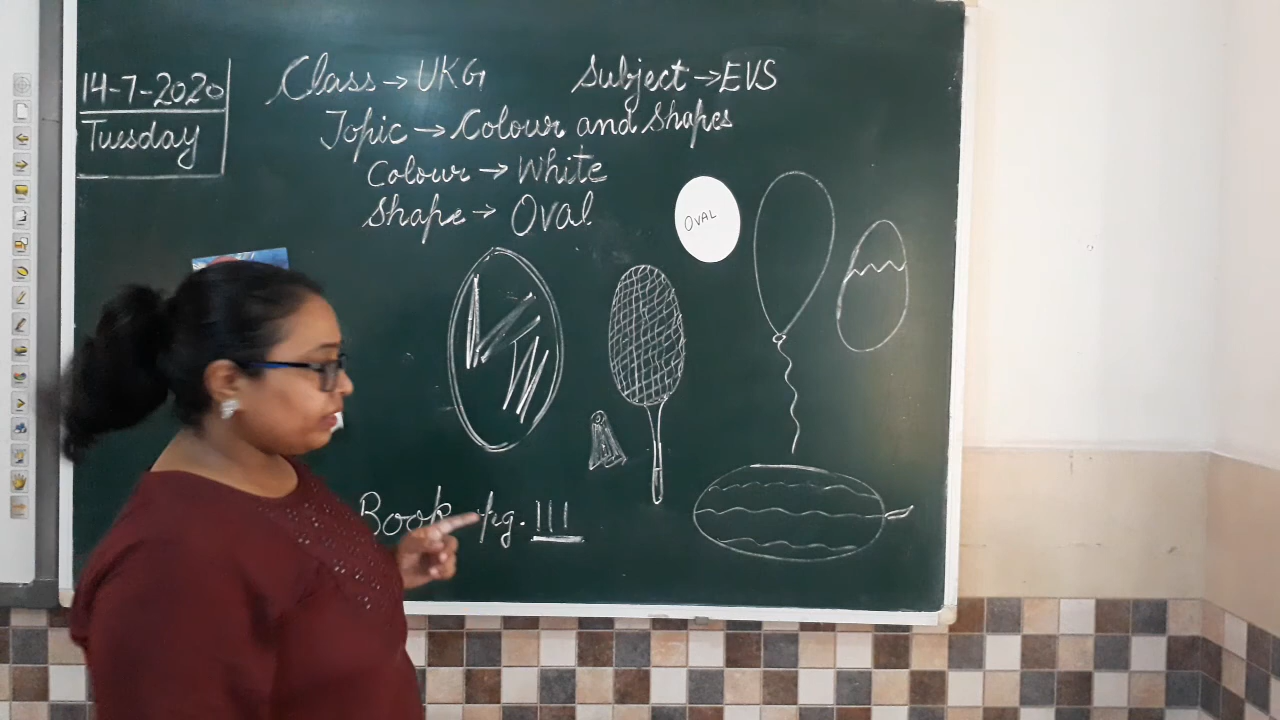 14-7-2020
Tuesday
Class → UKG
Subject → EVS
Topic → Colour and Shapes
Colour → White
Shape → Oval
OVAL
Book pg. 111